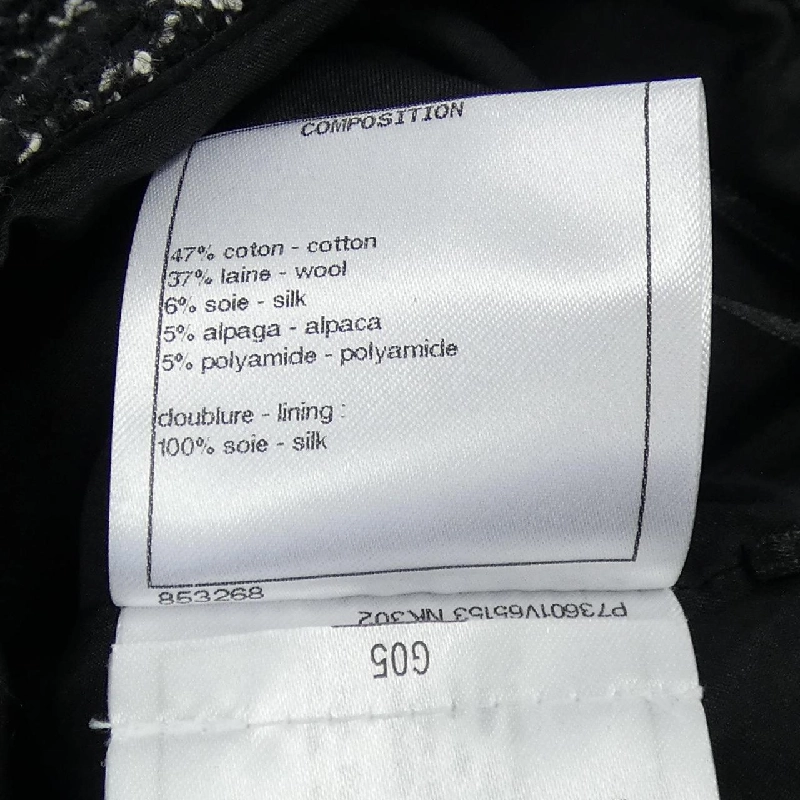 COMPOSITION
47% coton - cotton
37% laine - wool
6% soie - silk
5% alpaga - alpaca
5% polyamide - polyamide
doublure - lining :
100% soie - silk
853268
P73601V65153 NK302
G05